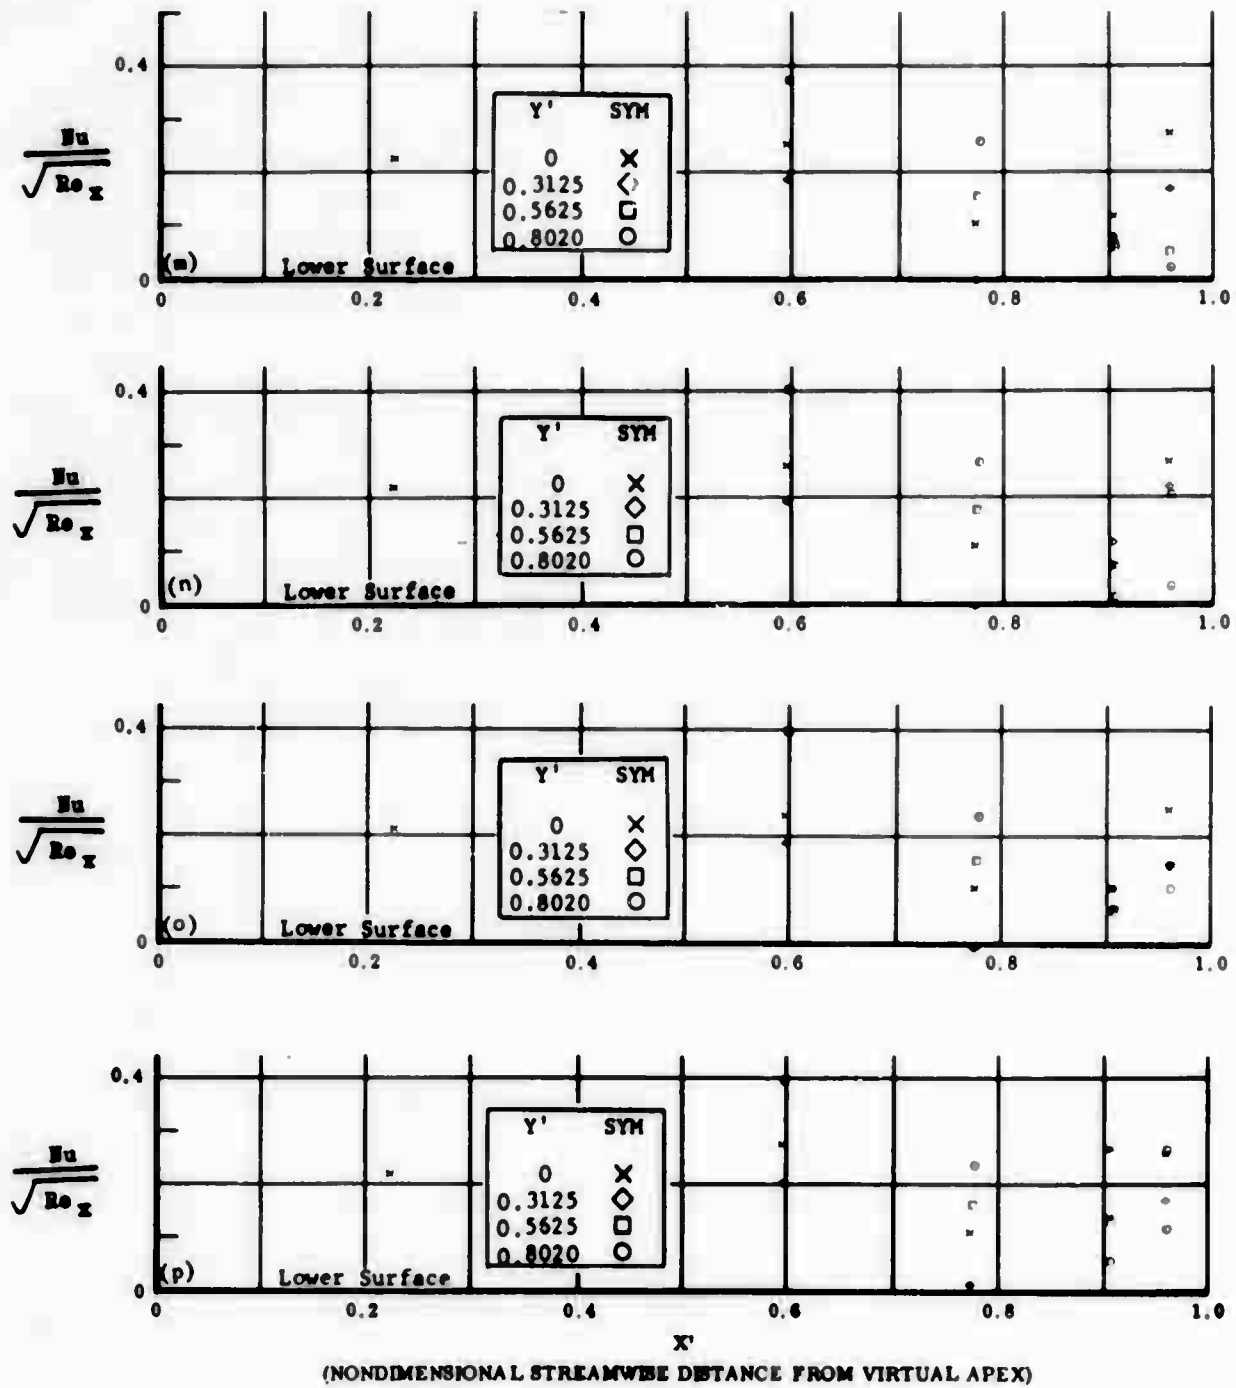 0.4
Y' SYM
Nu
√Re x
0 ×
0.3125 ◇
0.5625 □
0.8020 ○
(m) Lower Surface
0
0 0.2 0.4 0.6 0.8 1.0
0.4
Y' SYM
Nu
√Re x
0 ×
0.3125 ◇
0.5625 □
0.8020 ○
(n) Lower Surface
0
0 0.2 0.4 0.6 0.8 1.0
0.4
Y' SYM
Nu
√Re x
0 ×
0.3125 ◇
0.5625 □
0.8020 ○
(o) Lower Surface
0
0 0.2 0.4 0.6 0.8 1.0
0.4
Y' SYM
Nu
√Re x
0 ×
0.3125 ◇
0.5625 □
0.8020 ○
(p) Lower Surface
0
0 0.2 0.4 0.6 0.8 1.0
X'
(NONDIMENSIONAL STREAMWISE DISTANCE FROM VIRTUAL APEX)